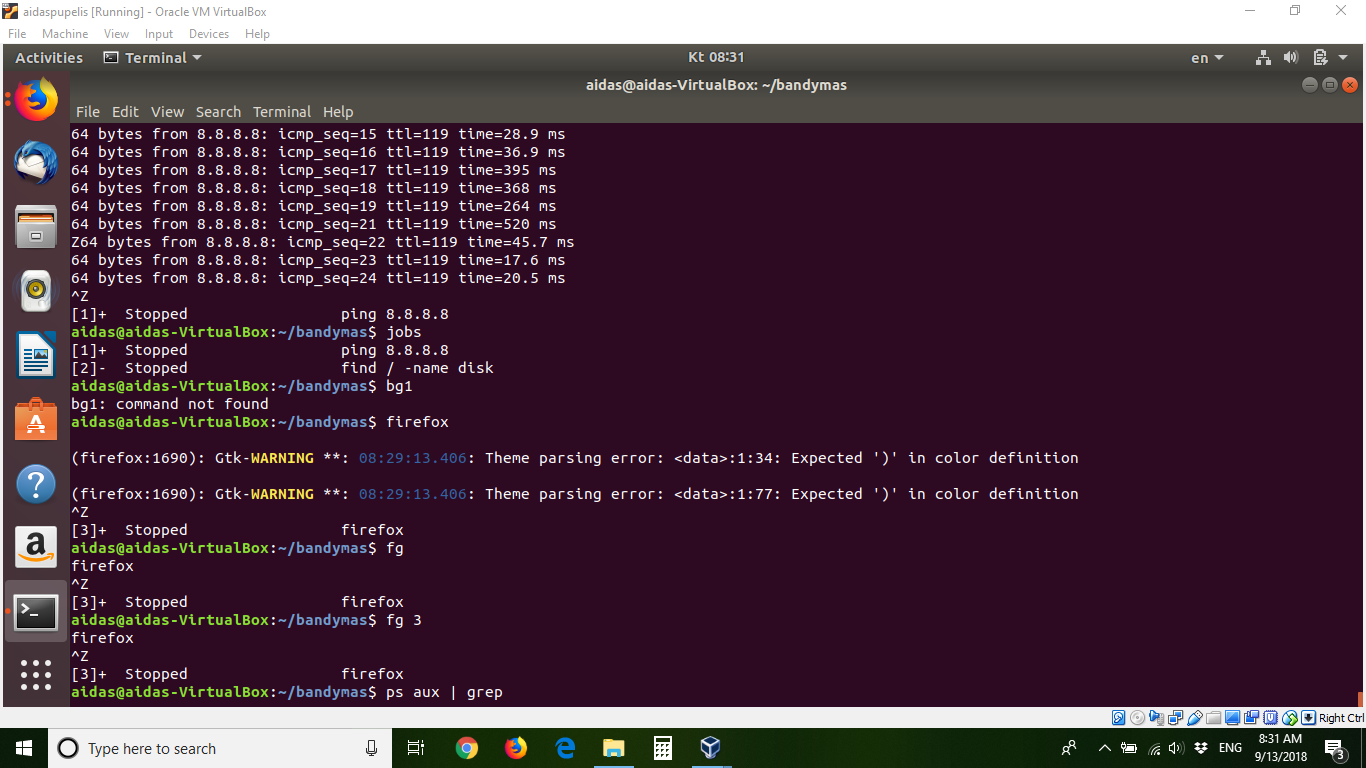 aidaspupelis [Running] - Oracle VM VirtualBox
File Machine View Input Devices Help
Activities Terminal Kt 08:31 en
aidas@aidas-VirtualBox: ~/bandymas
File Edit View Search Terminal Help
64 bytes from 8.8.8.8: icmp_seq=15 ttl=119 time=28.9 ms
64 bytes from 8.8.8.8: icmp_seq=16 ttl=119 time=36.9 ms
64 bytes from 8.8.8.8: icmp_seq=17 ttl=119 time=395 ms
64 bytes from 8.8.8.8: icmp_seq=18 ttl=119 time=368 ms
64 bytes from 8.8.8.8: icmp_seq=19 ttl=119 time=264 ms
64 bytes from 8.8.8.8: icmp_seq=21 ttl=119 time=520 ms
Z64 bytes from 8.8.8.8: icmp_seq=22 ttl=119 time=45.7 ms
64 bytes from 8.8.8.8: icmp_seq=23 ttl=119 time=17.6 ms
64 bytes from 8.8.8.8: icmp_seq=24 ttl=119 time=20.5 ms
^Z
[1]+  Stopped                 ping 8.8.8.8
aidas@aidas-VirtualBox:~/bandymas$ jobs
[1]+  Stopped                 ping 8.8.8.8
[2]-  Stopped                 find / -name disk
aidas@aidas-VirtualBox:~/bandymas$ bg1
bg1: command not found
aidas@aidas-VirtualBox:~/bandymas$ firefox
(firefox:1690): Gtk-WARNING **: 08:29:13.406: Theme parsing error: <data>:1:34: Expected ')' in color definition
(firefox:1690): Gtk-WARNING **: 08:29:13.406: Theme parsing error: <data>:1:77: Expected ')' in color definition
^Z
[3]+  Stopped                 firefox
aidas@aidas-VirtualBox:~/bandymas$ fg
firefox
^Z
[3]+  Stopped                 firefox
aidas@aidas-VirtualBox:~/bandymas$ fg 3
firefox
^Z
[3]+  Stopped                 firefox
aidas@aidas-VirtualBox:~/bandymas$ ps aux | grep
Right Ctrl
Type here to search
ENG
8:31 AM
9/13/2018
3